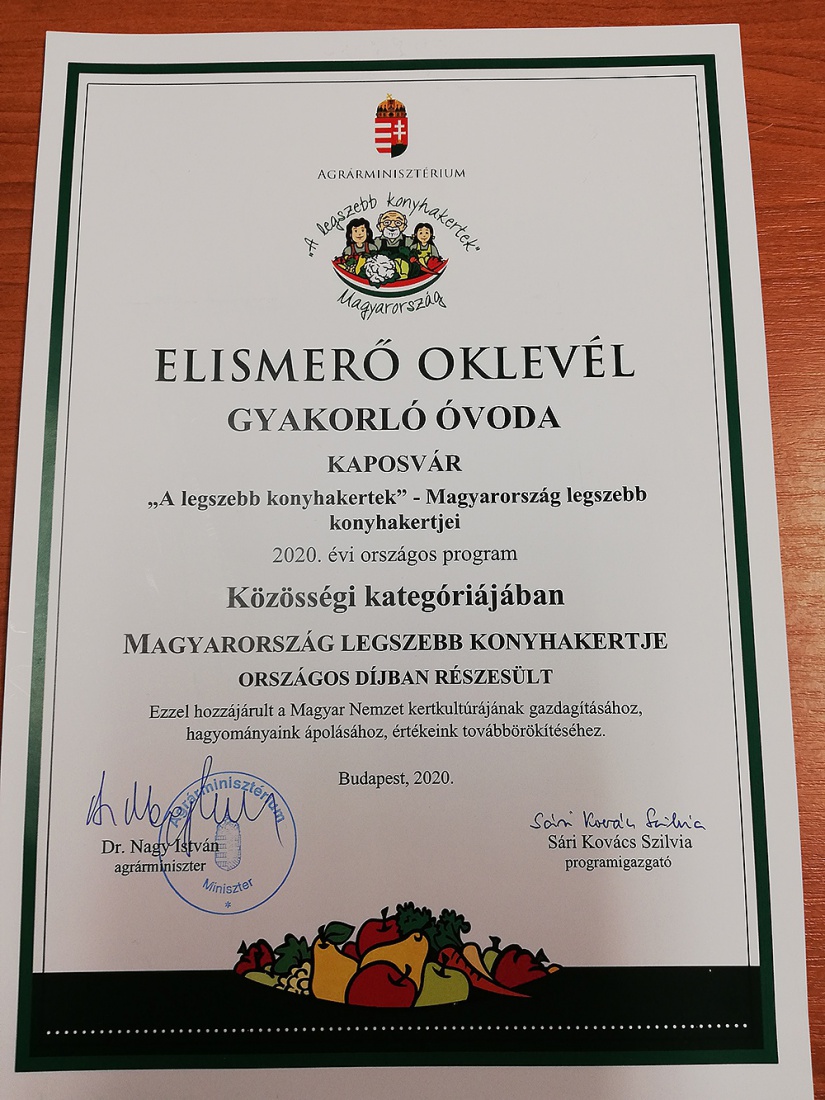 AGRÁRMINISZTÉRIUM
"A legszebb konyhakertek"
Magyarország
ELISMERŐ OKLEVÉL
GYAKORLÓ ÓVODA
KAPOSVÁR
„A legszebb konyhakertek” - Magyarország legszebb
konyhakertjei
2020. évi országos program
Közösségi kategóriájában
MAGYARORSZÁG LEGSZEBB KONYHAKERTJE
ORSZÁGOS DÍJBAN RÉSZESÜLT
Ezzel hozzájárult a Magyar Nemzet kertkultúrájának gazdagításához,
hagyományaink ápolásához, értékeink továbbörökítéséhez.
Budapest, 2020.
Agrárminisztérium
Miniszter
*
Dr. Nagy István
agrárminiszter
Sári Kovács Szilvia
Sári Kovács Szilvia
programigazgató